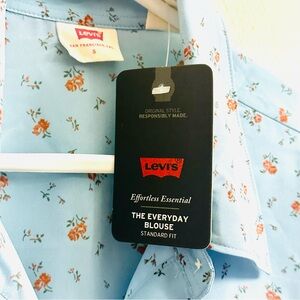 Levi's
SAN FRANCISCO, CAL
S
ORIGINAL STYLE.
RESPONSIBLY MADE.
LEVI'S
Effortless Essential
THE EVERYDAY
BLOUSE
STANDARD FIT